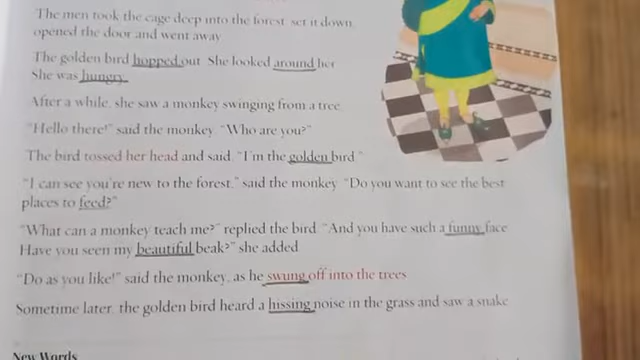 The men took the cage deep into the forest, set it down,
opened the door and went away.
The golden bird hopped out. She looked around her.
She was hungry.
After a while, she saw a monkey swinging from a tree.
“Hello there!” said the monkey. “Who are you?”
The bird tossed her head and said, “I'm the golden bird.”
“I can see you're new to the forest,” said the monkey. “Do you want to see the best
places to feed?”
“What can a monkey teach me?” replied the bird. “And you have such a funny face.
Have you seen my beautiful beak?” she added.
“Do as you like!” said the monkey, as he swung off into the trees.
Sometime later, the golden bird heard a hissing noise in the grass and saw a snake
New Words